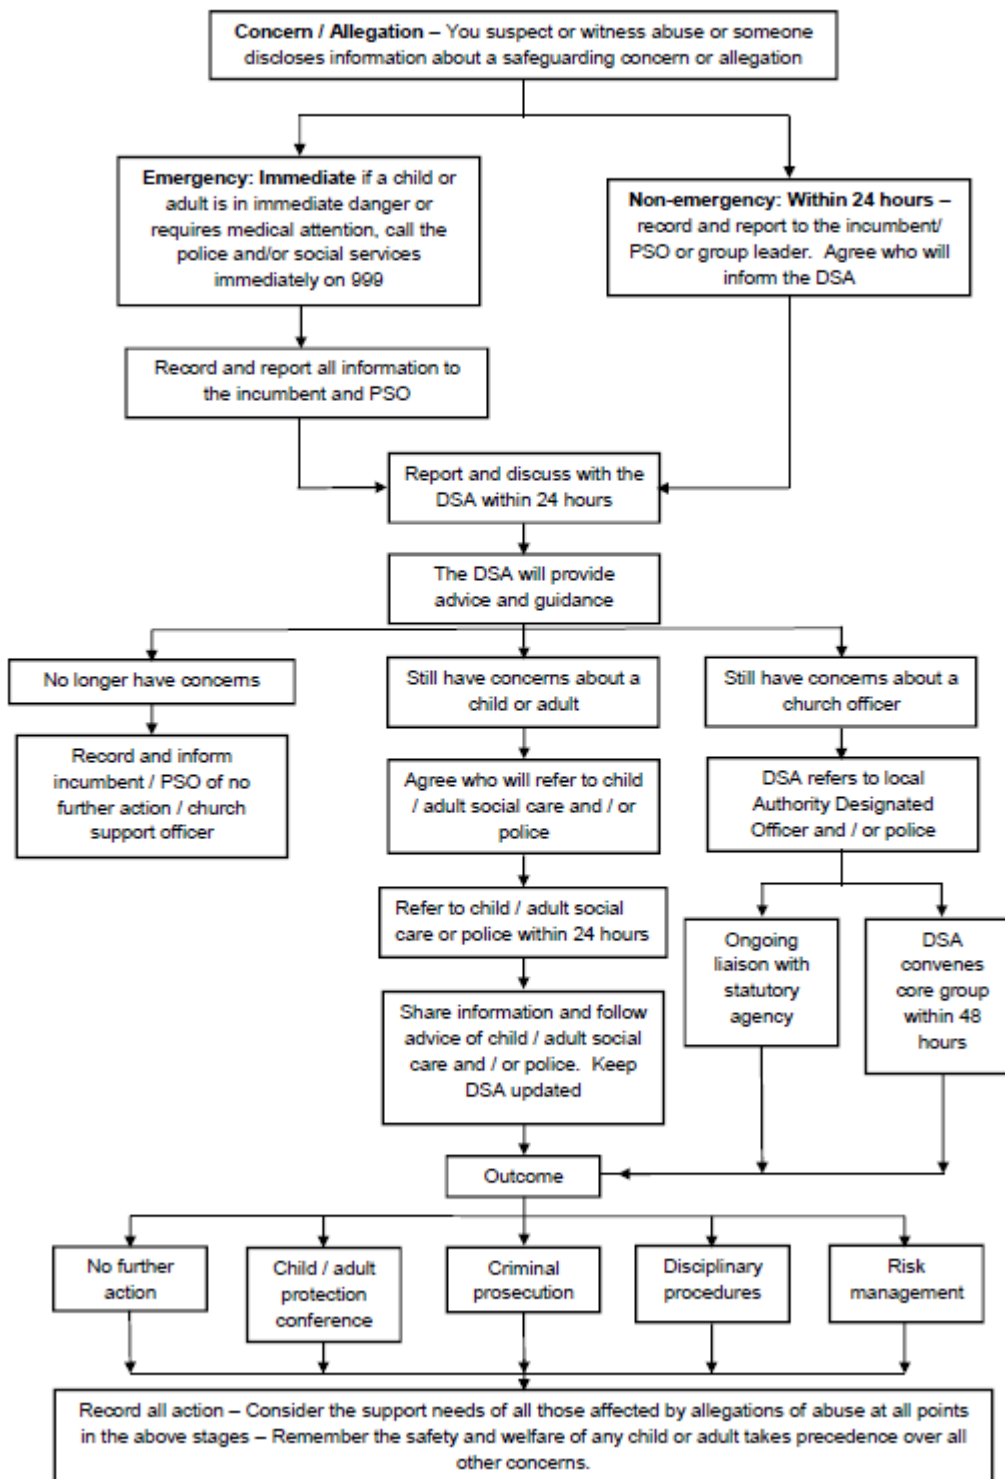 Concern / Allegation – You suspect or witness abuse or someone
discloses information about a safeguarding concern or allegation
Emergency: Immediate if a child or
adult is in immediate danger or
requires medical attention, call the
police and/or social services
immediately on 999
Non-emergency: Within 24 hours –
record and report to the incumbent/
PSO or group leader. Agree who will
inform the DSA
Record and report all information to
the incumbent and PSO
Report and discuss with the
DSA within 24 hours
The DSA will provide
advice and guidance
No longer have concerns
Still have concerns about a
child or adult
Still have concerns about a
church officer
Record and inform
incumbent / PSO of no
further action / church
support officer
Agree who will refer to child
/ adult social care and / or
police
DSA refers to local
Authority Designated
Officer and / or police
Refer to child / adult social
care or police within 24 hours
Ongoing
liaison with
statutory
agency
DSA
convenes
core group
within 48
hours
Share information and follow
advice of child / adult social
care and / or police. Keep
DSA updated
Outcome
No further
action
Child / adult
protection
conference
Criminal
prosecution
Disciplinary
procedures
Risk
management
Record all action – Consider the support needs of all those affected by allegations of abuse at all points
in the above stages – Remember the safety and welfare of any child or adult takes precedence over all
other concerns.